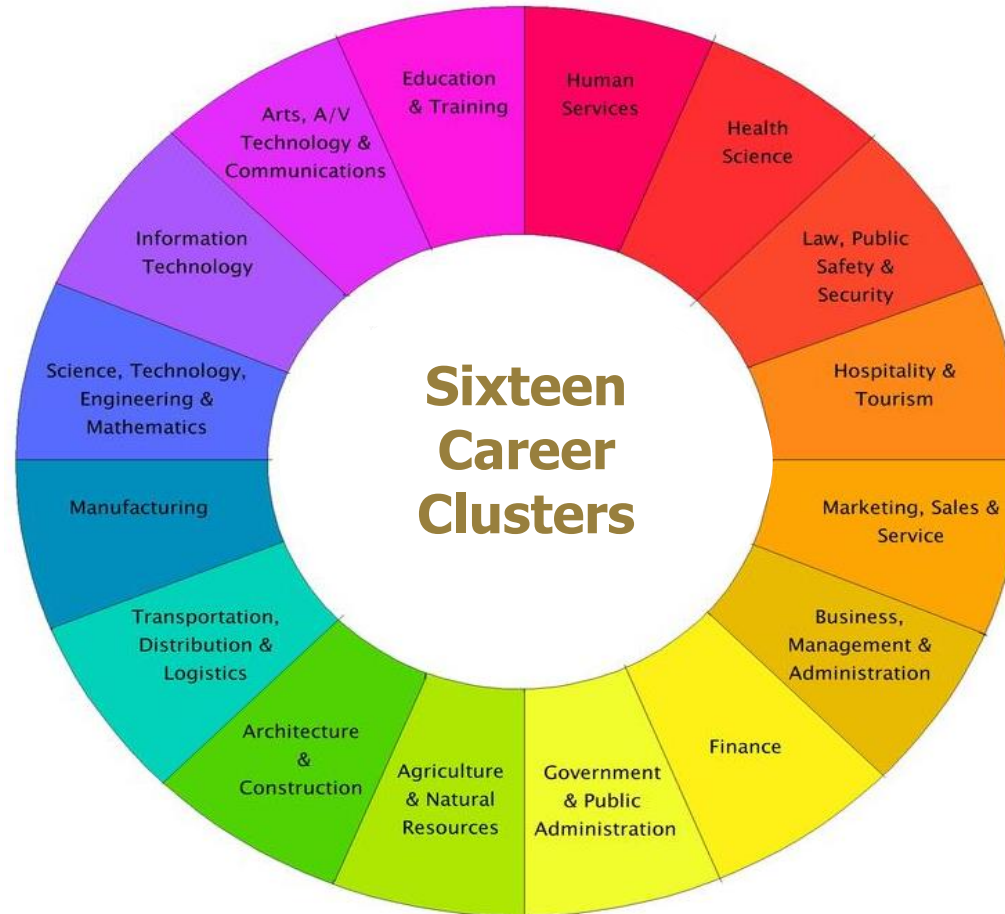 Education
& Training
Human
Services
Health
Science
Law, Public
Safety &
Security
Hospitality &
Tourism
Marketing, Sales &
Service
Business,
Management &
Administration
Finance
Government
& Public
Administration
Agriculture
& Natural
Resources
Architecture
&
Construction
Transportation,
Distribution &
Logistics
Manufacturing
Science, Technology,
Engineering &
Mathematics
Information
Technology
Arts, A/V
Technology &
Communications
Sixteen
Career
Clusters